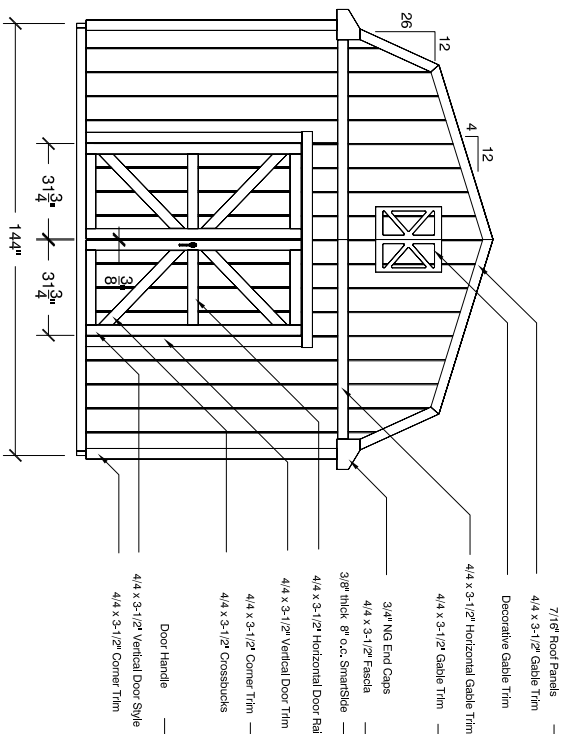 7/16" Roof Panels
4/4 x 3-1/2" Gable Trim
Decorative Gable Trim
4/4 x 3-1/2" Horizontal Gable Trim
4/4 x 3-1/2" Gable Trim
3/4" NG End Caps
4/4 x 3-1/2" Fascia
3/8" thick 8" o.c. SmartSide
4/4 x 3-1/2" Horizontal Door Rai
4/4 x 3-1/2" Vertical Door Trim
4/4 x 3-1/2" Corner Trim
4/4 x 3-1/2" Crossbucks
Door Handle
4/4 x 3-1/2" Vertical Door Style
4/4 x 3-1/2" Corner Trim
12
26
12
4
3/8"
31 3/4"
31 3/4"
144"